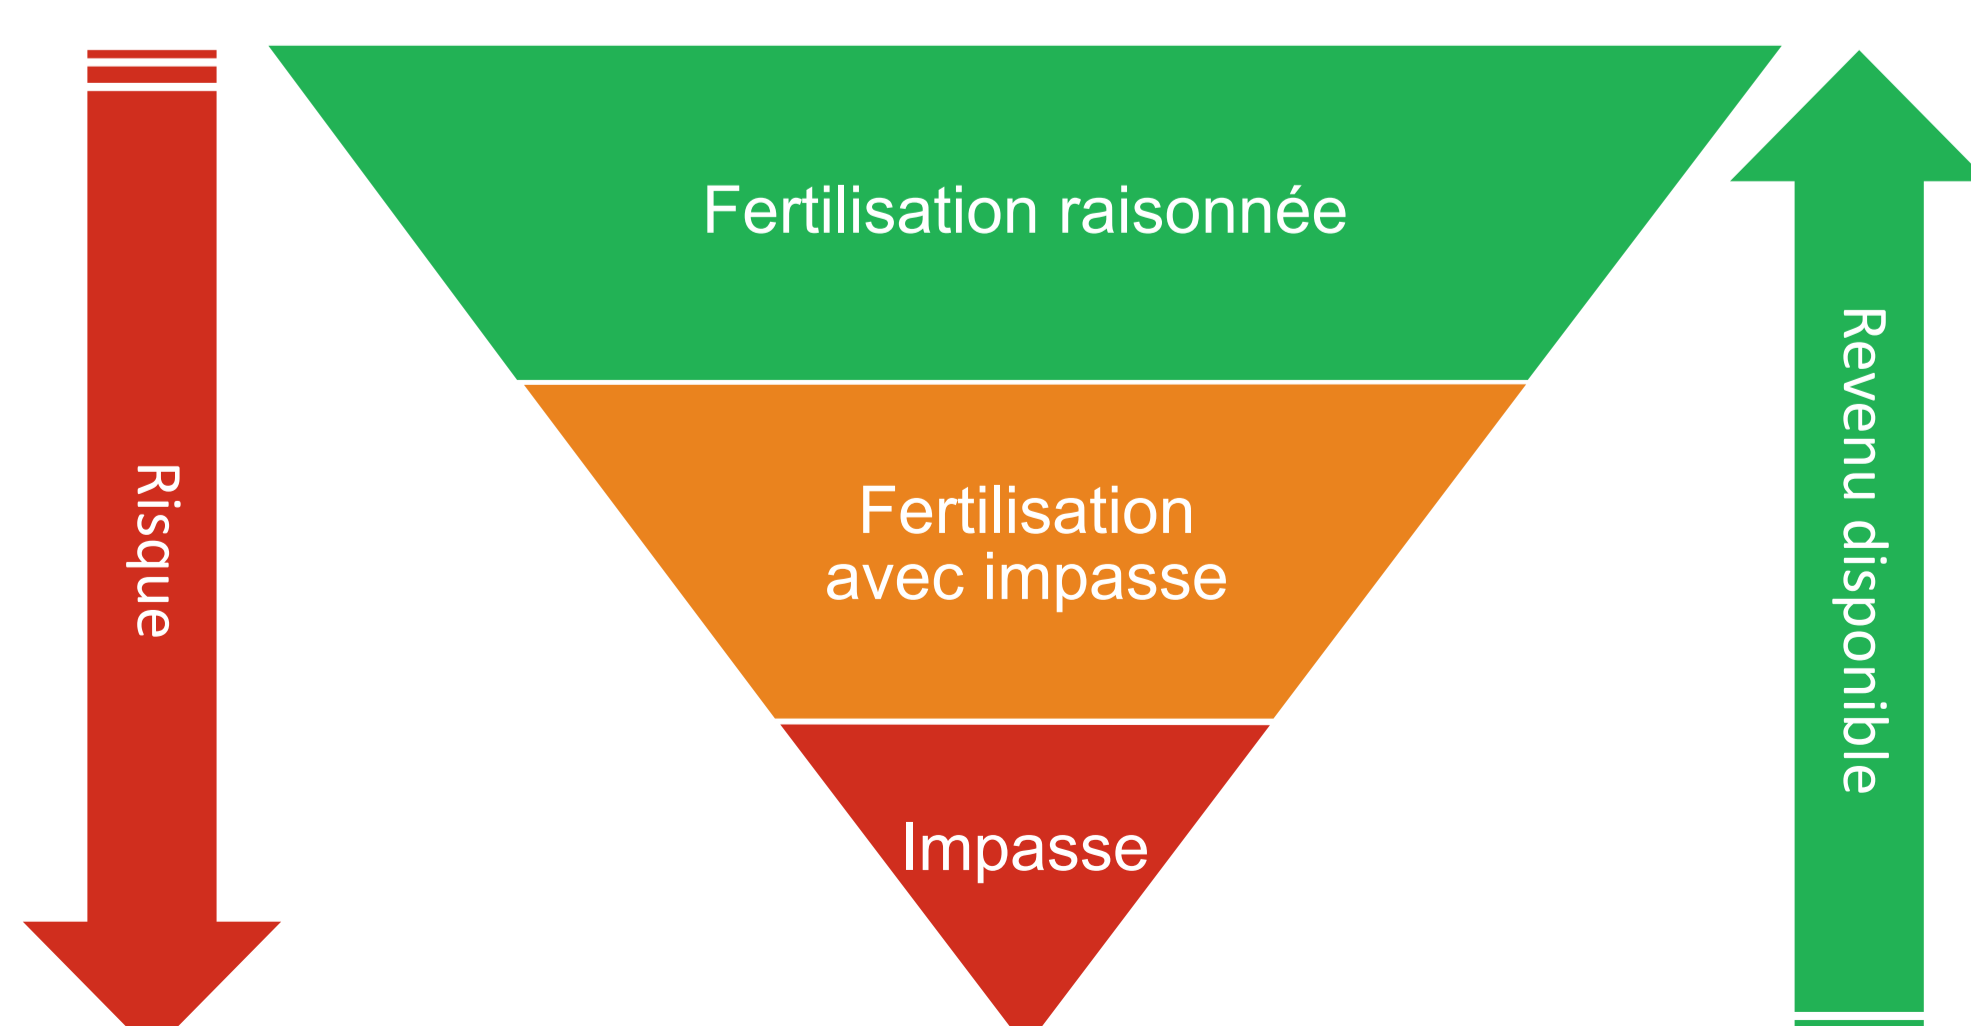 Risque
Fertilisation raisonnée
Fertilisation
avec impasse
Impasse
Revenu disponible